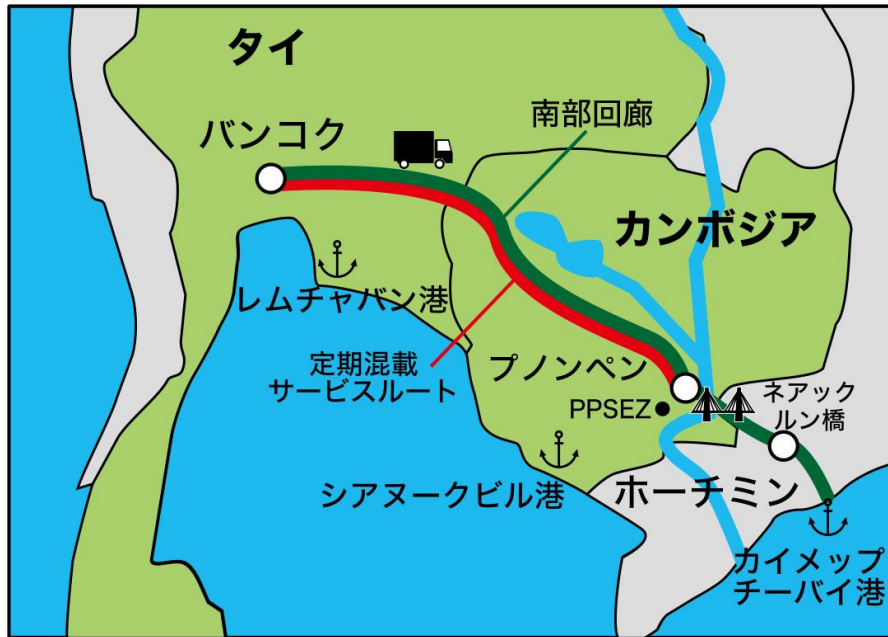 タイ
バンコク
南部回廊
カンボジア
レムチャバン港
定期混載
サービスルート
プノンペン
PPSEZ
ネアック
ルン橋
シアヌークビル港
ホーチミン
カイメップ
チーバイ港